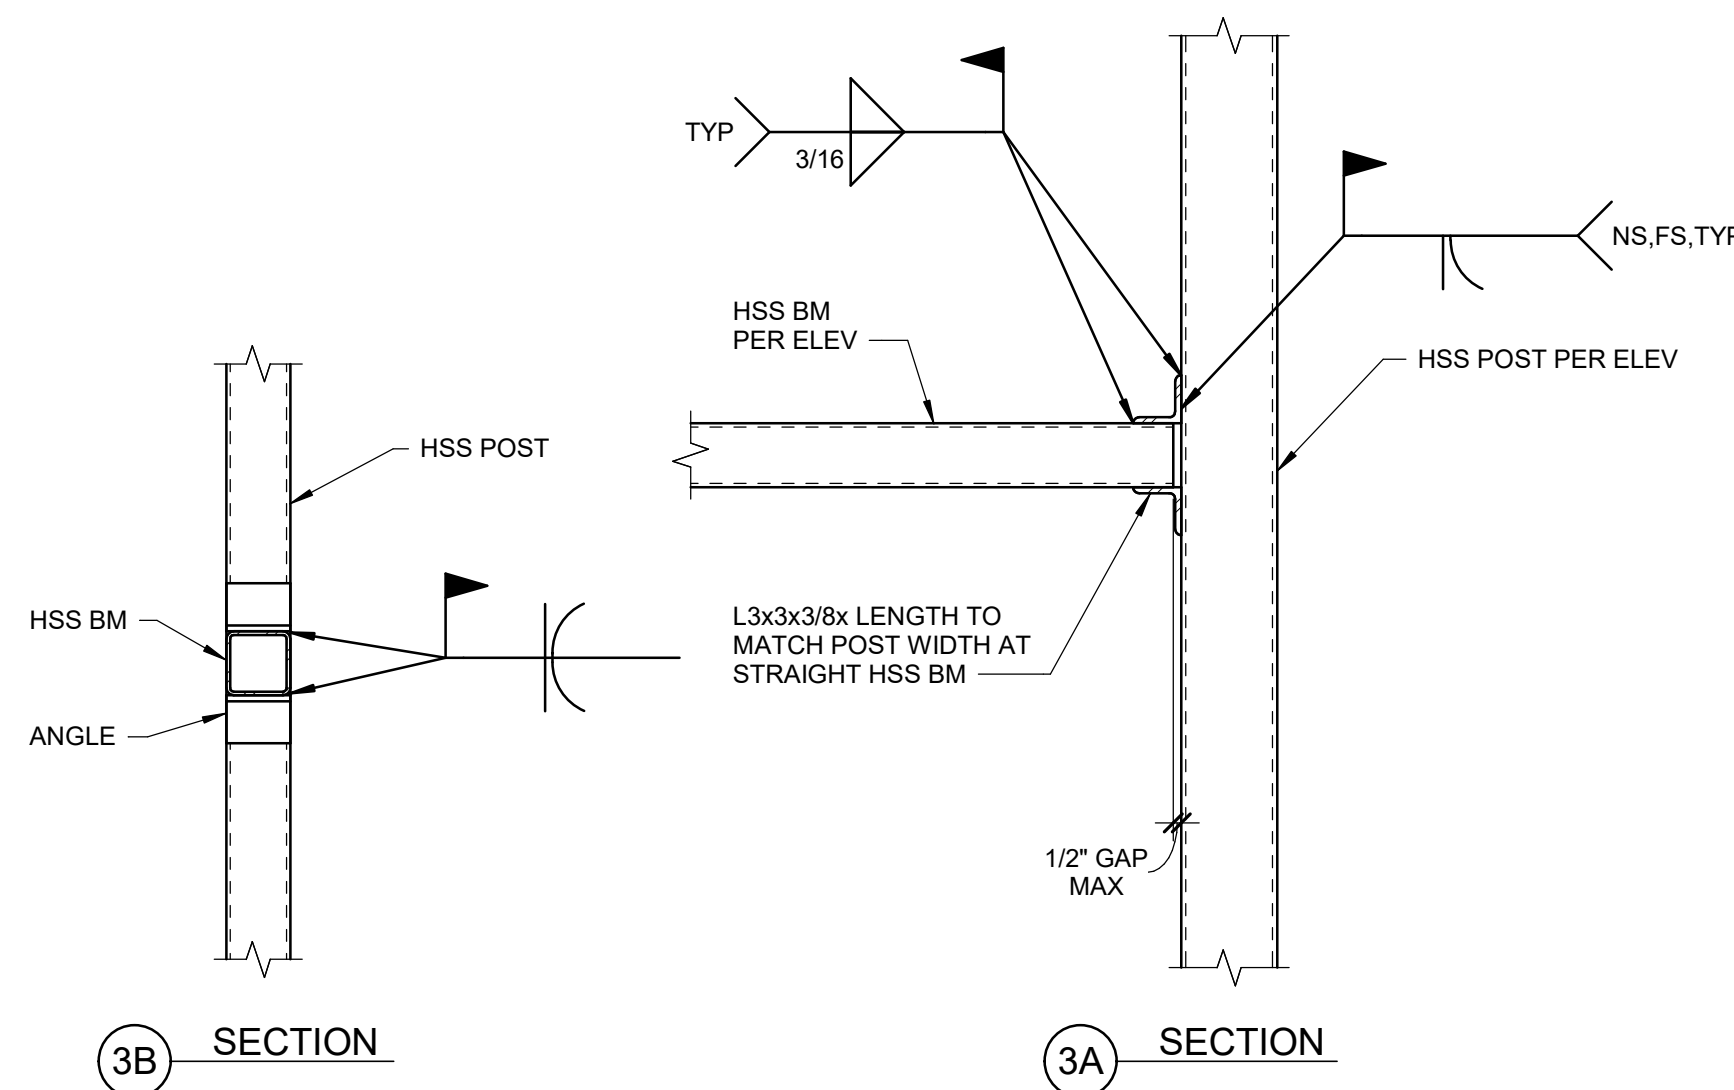 TYP
3/16
NS,FS,TYP
HSS BM
PER ELEV
HSS POST PER ELEV
HSS POST
HSS BM
L3x3x3/8x LENGTH TO
MATCH POST WIDTH AT
STRAIGHT HSS BM
ANGLE
1/2" GAP
MAX
3B SECTION
3A SECTION